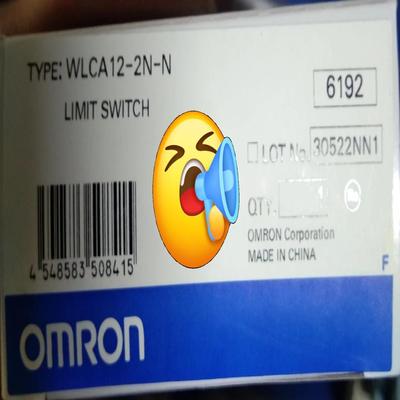 TYPE: WLCA12-2N-N
6192
LIMIT SWITCH
LOT No. 30522NN1
QTY. 1
OMRON Corporation
MADE IN CHINA
4 548583 508415
F
OMRON